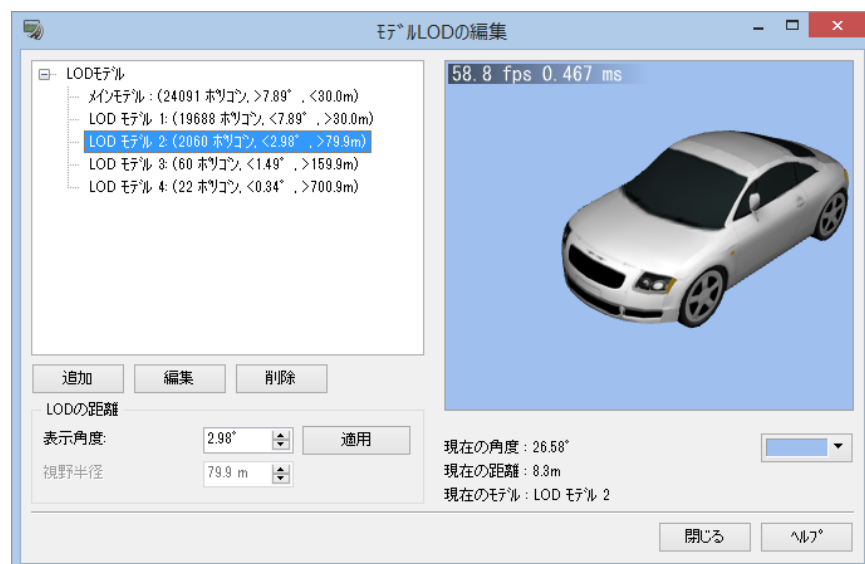 ﾓﾃﾞﾙLODの編集
LODﾓﾃﾞﾙ
ﾒｲﾝﾓﾃﾞﾙ : (24091 ﾎﾟﾘｺﾞﾝ, >7.89° , <30.0m)
LOD ﾓﾃﾞﾙ 1: (19688 ﾎﾟﾘｺﾞﾝ, <7.89° , >30.0m)
LOD ﾓﾃﾞﾙ 2: (2060 ﾎﾟﾘｺﾞﾝ, <2.98° , >79.9m)
LOD ﾓﾃﾞﾙ 3: (60 ﾎﾟﾘｺﾞﾝ, <1.49° , >159.9m)
LOD ﾓﾃﾞﾙ 4: (22 ﾎﾟﾘｺﾞﾝ, <0.34° , >700.9m)
58.8 fps 0.467 ms
追加 編集 削除
LODの距離
表示角度: 2.98° 適用
視野半径 79.9 m
現在の角度 : 26.58°
現在の距離 : 8.3m
現在のﾓﾃﾞﾙ : LOD ﾓﾃﾞﾙ 2
閉じる ﾍﾙﾌﾟ